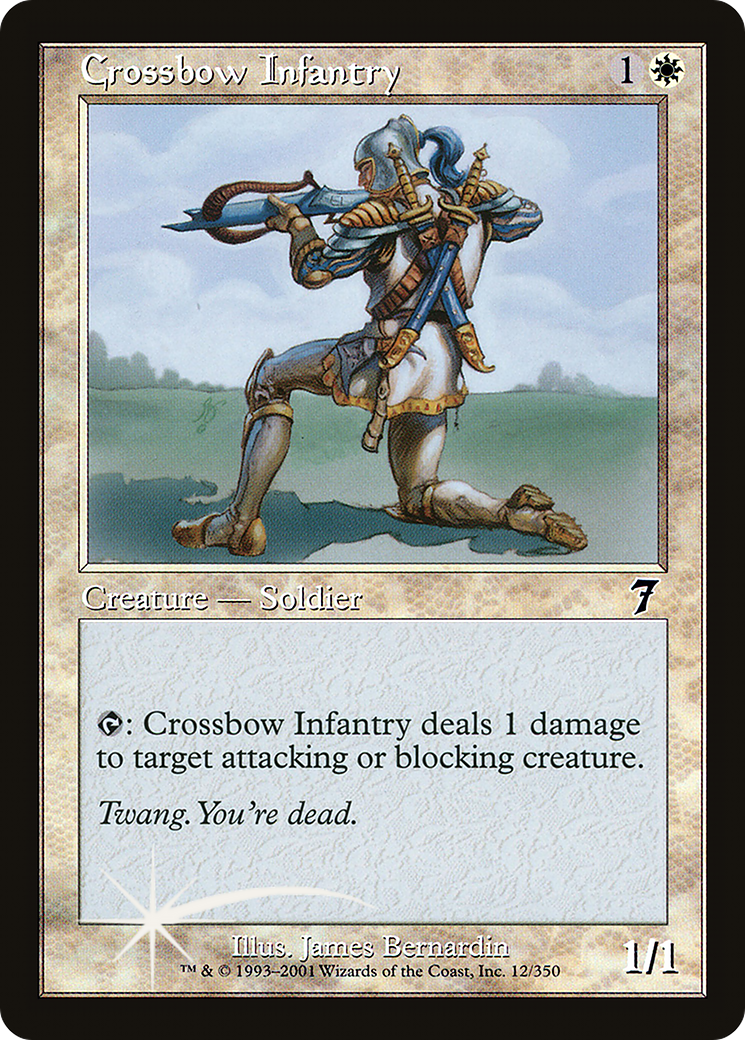 Crossbow Infantry 1
Creature — Soldier 7
: Crossbow Infantry deals 1 damage
to target attacking or blocking creature.
Twang. You're dead.
Illus. James Bernardin
1/1
™ & © 1993–2001 Wizards of the Coast, Inc. 12/350